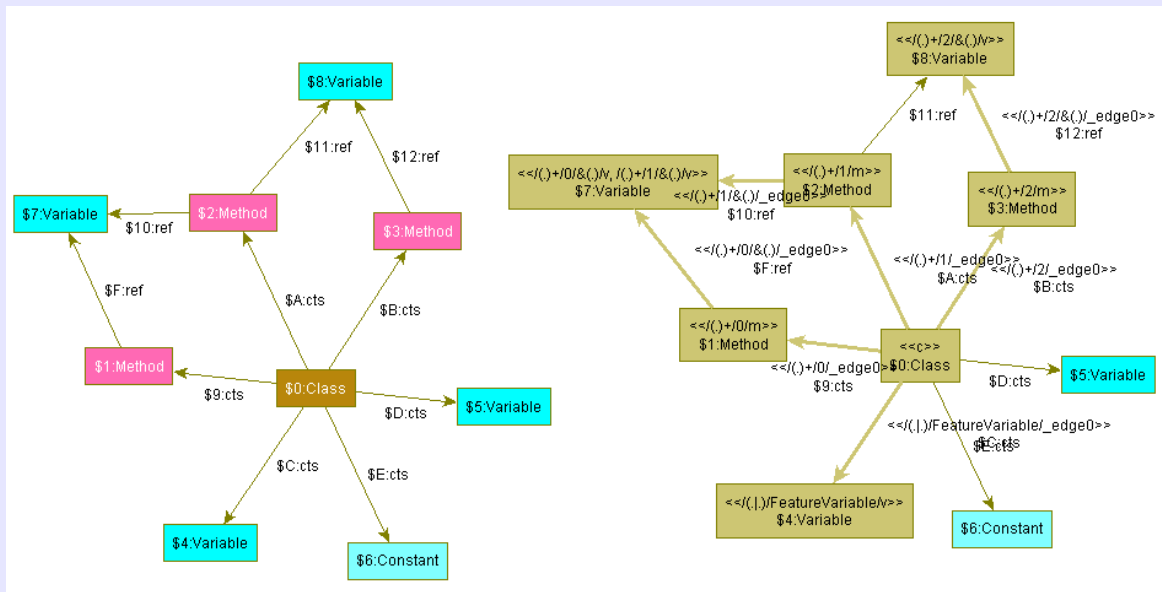 $8:Variable
$11:ref
$12:ref
$7:Variable
$2:Method
$10:ref
$3:Method
$F:ref
$A:cts
$B:cts
$1:Method
$9:cts
$0:Class
$D:cts
$5:Variable
$C:cts
$E:cts
$4:Variable
$6:Constant
<</(.)+/2/&(.)/v>>
$8:Variable
$11:ref
<</(.)+/2/&(.)/_edge0>>
$12:ref
<</(.)+/0/&(.)/v, /(.)+/1/&(.)/v>>
$7:Variable
<</(.)+/1/m>>
$2:Method
<</(.)+/1/&(.)/_edge0>>
$10:ref
<</(.)+/2/m>>
$3:Method
<</(.)+/0/&(.)/_edge0>>
$F:ref
<</(.)+/1/_edge0>>
$A:cts
<</(.)+/2/_edge0>>
$B:cts
<</(.)+/0/m>>
$1:Method
<<c>>
$0:Class
<</(.)+/0/_edge0>>
$9:cts
$D:cts
$5:Variable
<</(.|.)/FeatureVariable/_edge0>>
$C:cts
$E:cts
<</(.|.)/FeatureVariable/v>>
$4:Variable
$6:Constant